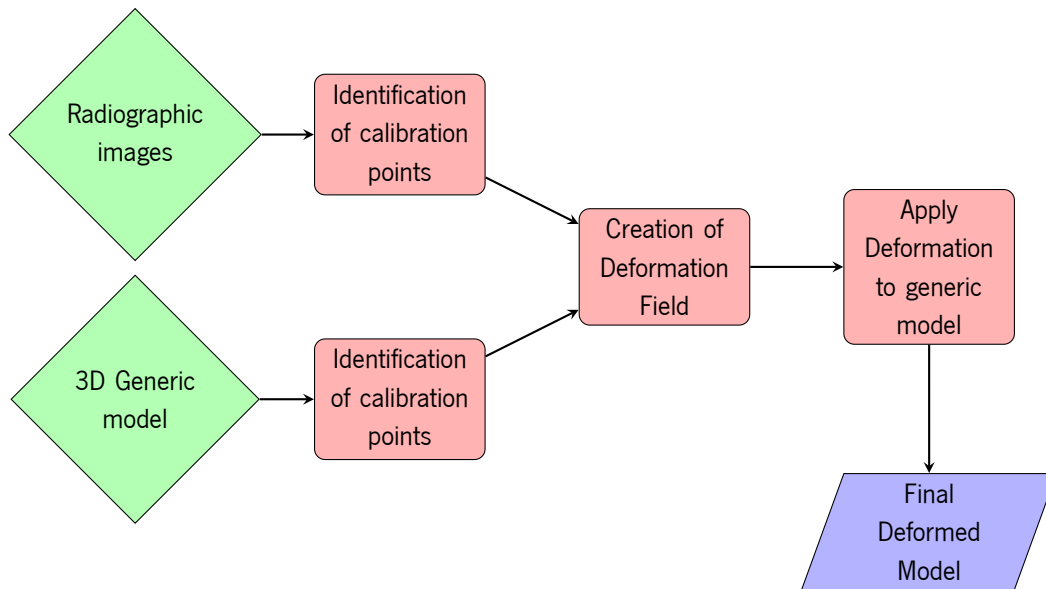 Radiographic
images
Identification
of calibration
points
3D Generic
model
Identification
of calibration
points
Creation of
Deformation
Field
Apply
Deformation
to generic
model
Final
Deformed
Model